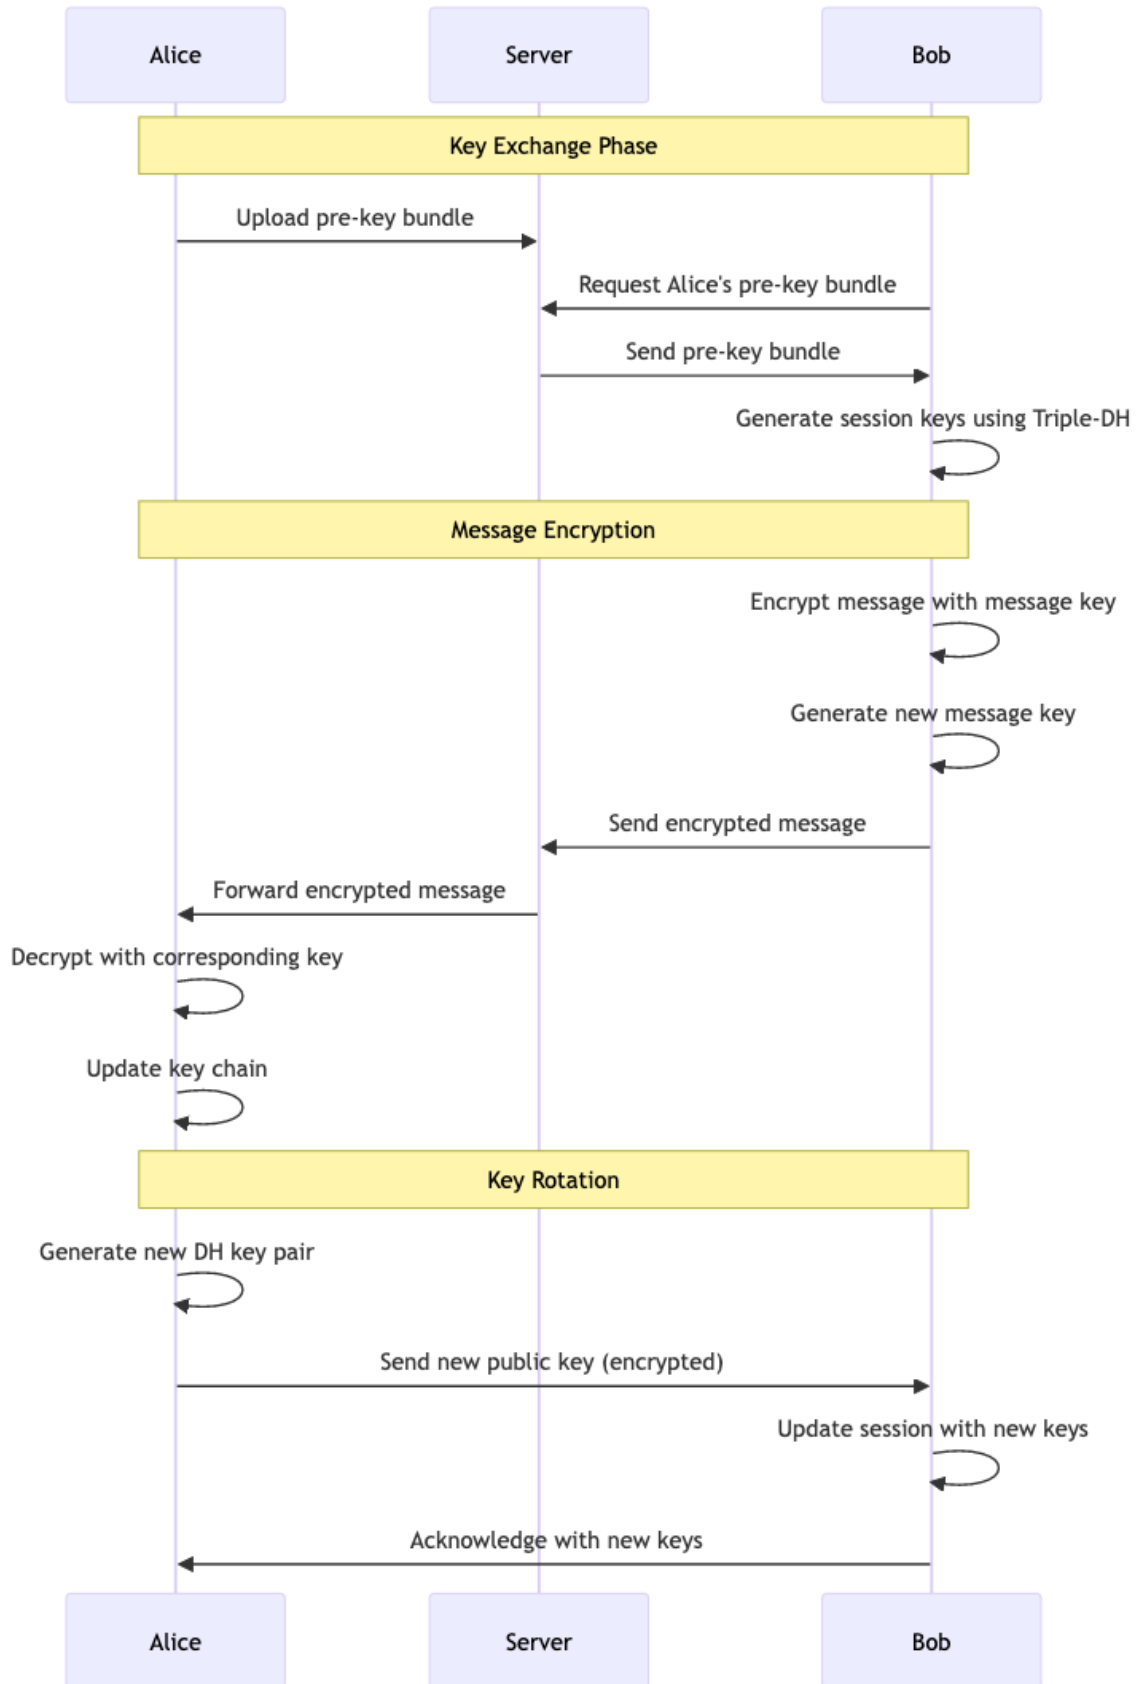 Alice
Server
Bob
Key Exchange Phase
Upload pre-key bundle
Request Alice's pre-key bundle
Send pre-key bundle
Generate session keys using Triple-DH
Message Encryption
Encrypt message with message key
Generate new message key
Send encrypted message
Forward encrypted message
Decrypt with corresponding key
Update key chain
Key Rotation
Generate new DH key pair
Send new public key (encrypted)
Update session with new keys
Acknowledge with new keys
Alice
Server
Bob